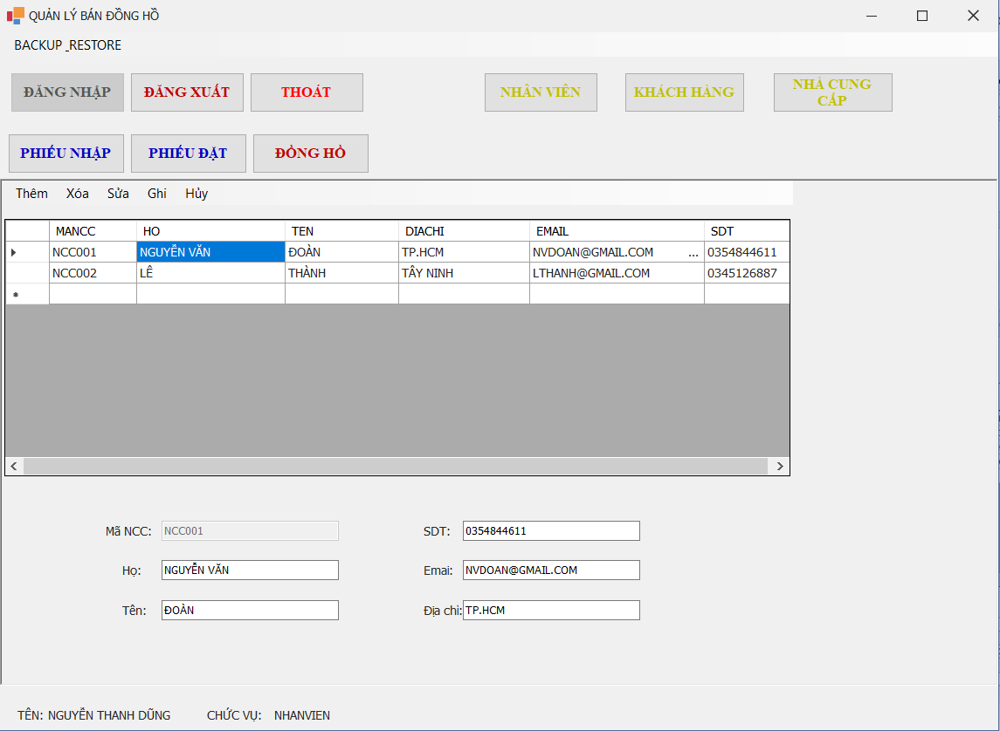 QUẢN LÝ BÁN ĐỒNG HỒ
BACKUP_RESTORE
ĐĂNG NHẬP ĐĂNG XUẤT THOÁT NHÂN VIÊN KHÁCH HÀNG NHÀ CUNG CẤP
PHIẾU NHẬP PHIẾU ĐẶT ĐỒNG HỒ
Thêm Xóa Sửa Ghi Hủy
MANCC HO TEN DIACHI EMAIL SDT
NCC001 NGUYỄN VĂN ĐOÀN TP.HCM NVDOAN@GMAIL.COM ... 0354844611
NCC002 LÊ THÀNH TÂY NINH LTHANH@GMAIL.COM 0345126887
Mã NCC: NCC001 SDT: 0354844611
Họ: NGUYỄN VĂN Emai: NVDOAN@GMAIL.COM
Tên: ĐOÀN Địa chỉ: TP.HCM
TÊN: NGUYỄN THANH DŨNG CHỨC VỤ: NHANVIEN